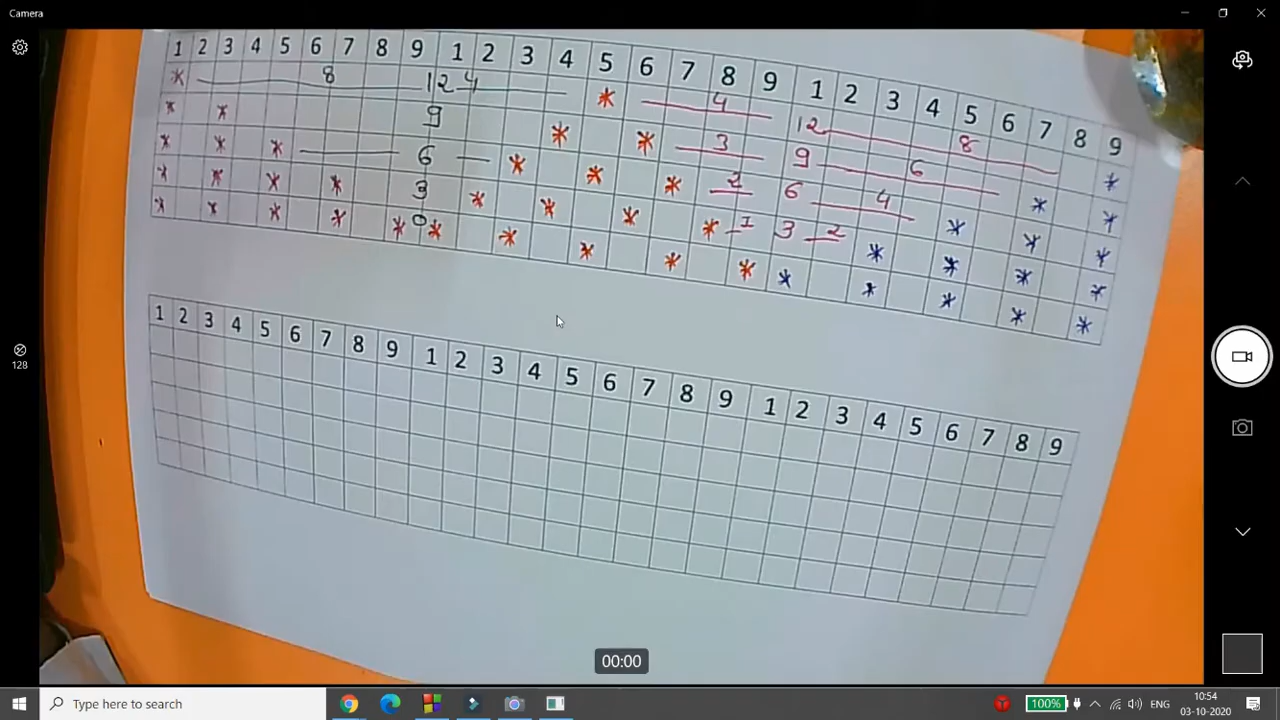 Camera
1 2 3 4 5 6 7 8 9 1 2 3 4 5 6 7 8 9 1 2 3 4 5 6 7 8 9
* 8 12 4 * 4 12 8 *
* * 9 * * 3 9 6 * *
* * * 6 * * * 2 6 4 * * *
* * * * 3 * * * * 1 3 2 * * * *
* * * * * 0 * * * * * * * * * *
1 2 3 4 5 6 7 8 9 1 2 3 4 5 6 7 8 9 1 2 3 4 5 6 7 8 9
128
00:00
Type here to search
100%
ENG
10:54
03-10-2020